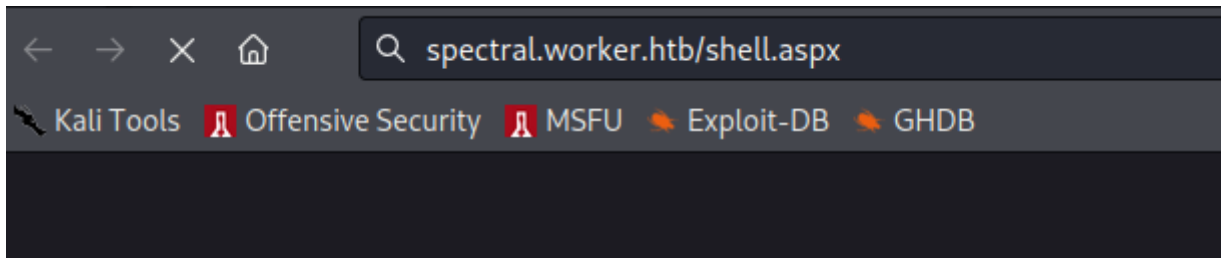 spectral.worker.htb/shell.aspx
Kali Tools Offensive Security MSFU Exploit-DB GHDB